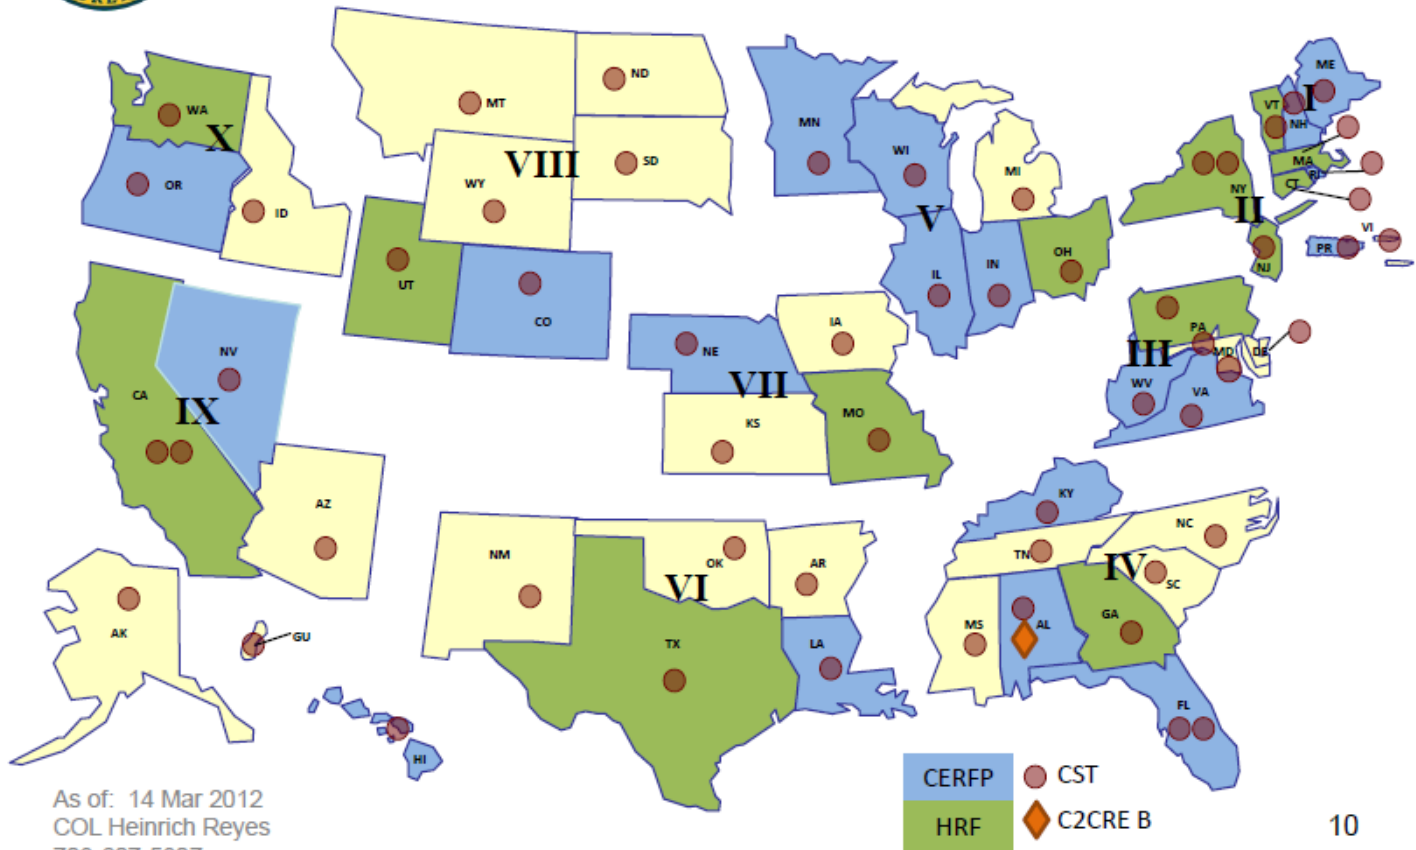 WA
X
OR
ID
MT
ND
SD
WY
VIII
UT
CO
MN
WI
MI
V
IL
IN
OH
ME
I
VT
NH
MA
RI
CT
NY
II
NJ
PR
VI
PA
III
MD
DE
WV
VA
NV
CA
IX
AZ
NE
IA
VII
KS
MO
NM
OK
AR
VI
TX
LA
KY
TN
NC
IV
SC
MS
AL
GA
FL
AK
GU
HI
CERFP
CST
HRF
C2CRE B
As of: 14 Mar 2012
COL Heinrich Reyes
10